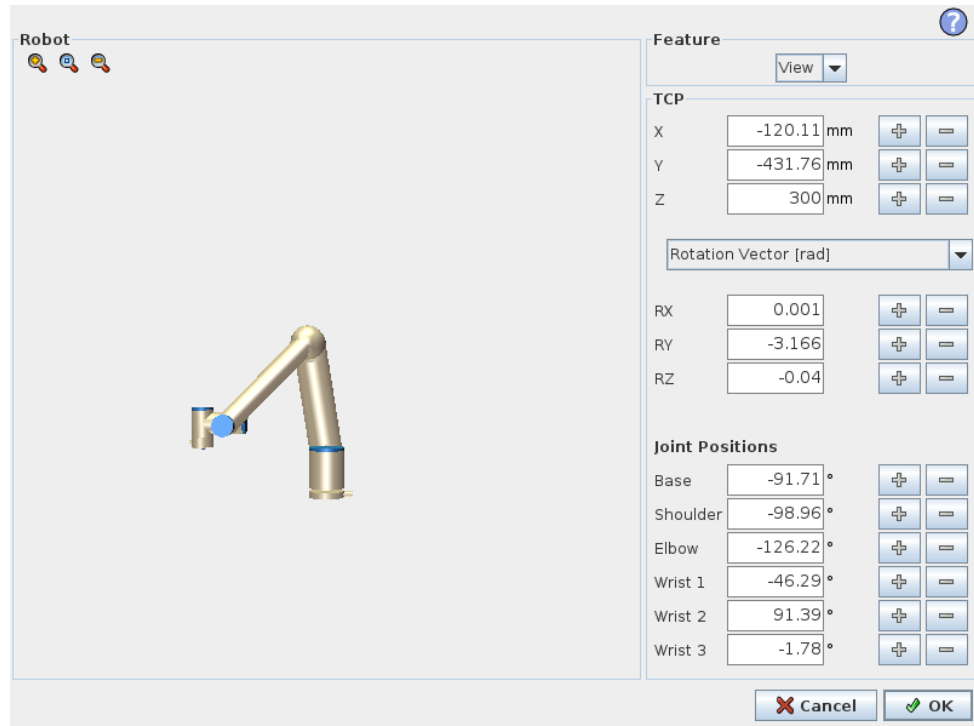 ?
Robot
Feature
View
TCP
X -120.11 mm
Y -431.76 mm
Z 300 mm
Rotation Vector [rad]
RX 0.001
RY -3.166
RZ -0.04
Joint Positions
Base -91.71 °
Shoulder -98.96 °
Elbow -126.22 °
Wrist 1 -46.29 °
Wrist 2 91.39 °
Wrist 3 -1.78 °
Cancel OK